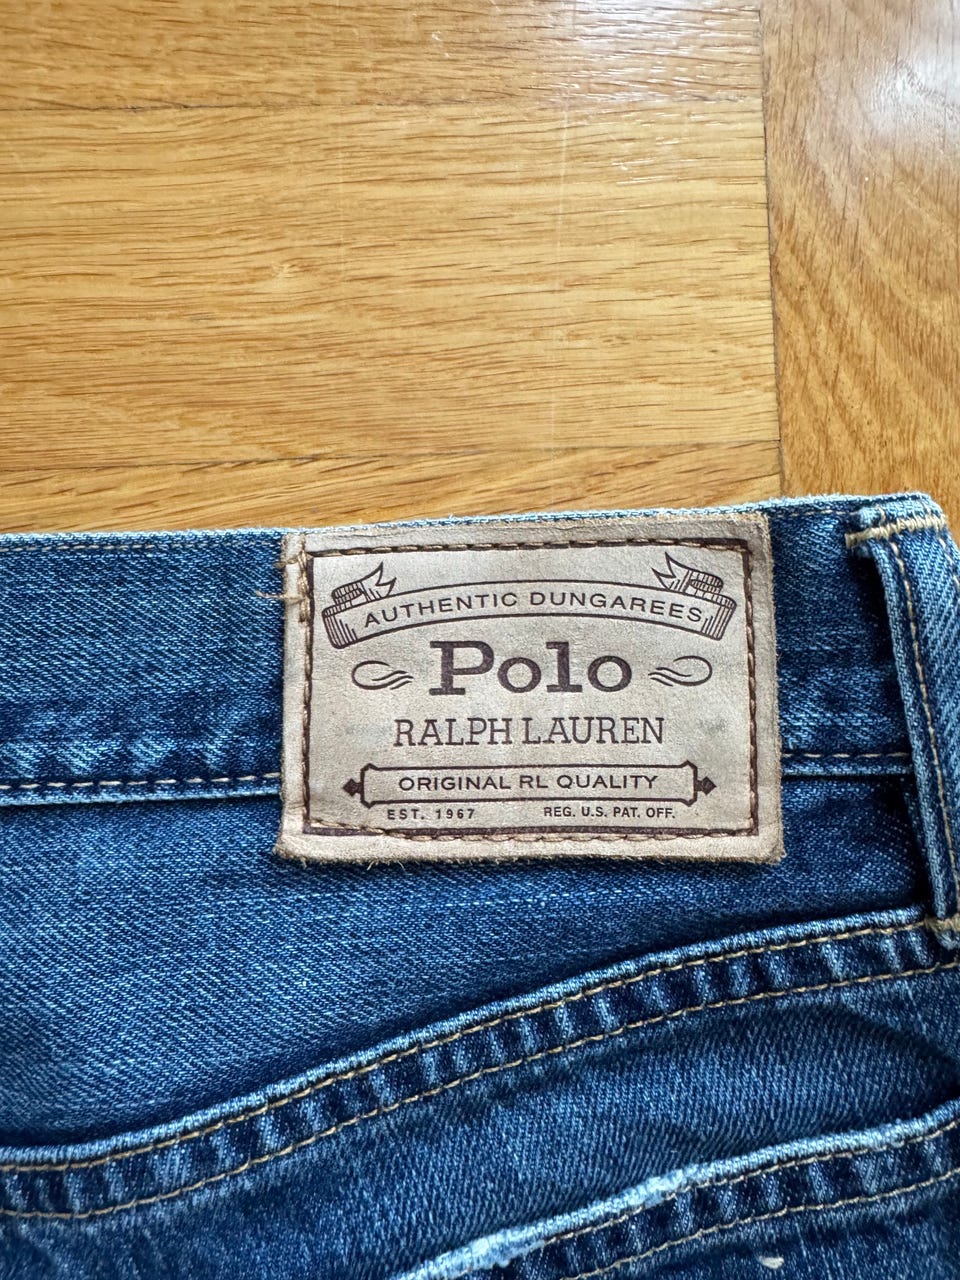 AUTHENTIC DUNGAREES
Polo
RALPH LAUREN
ORIGINAL RL QUALITY
EST. 1967 REG. U.S. PAT. OFF.